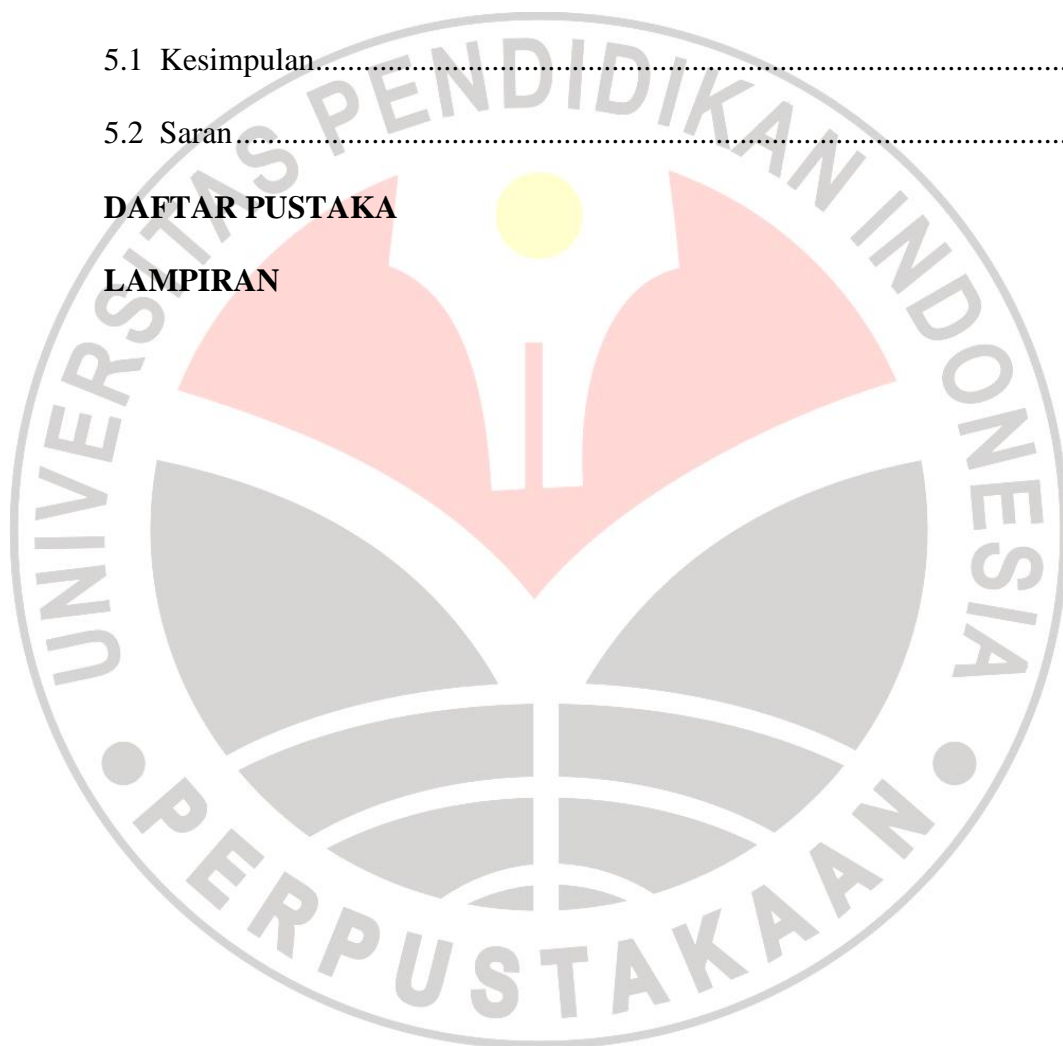 5.1 Kesimpulan....................................................................................................
5.2 Saran..............................................................................................................
DAFTAR PUSTAKA
LAMPIRAN
UNIVERSITAS PENDIDIKAN INDONESIA
PERPUSTAKAAN